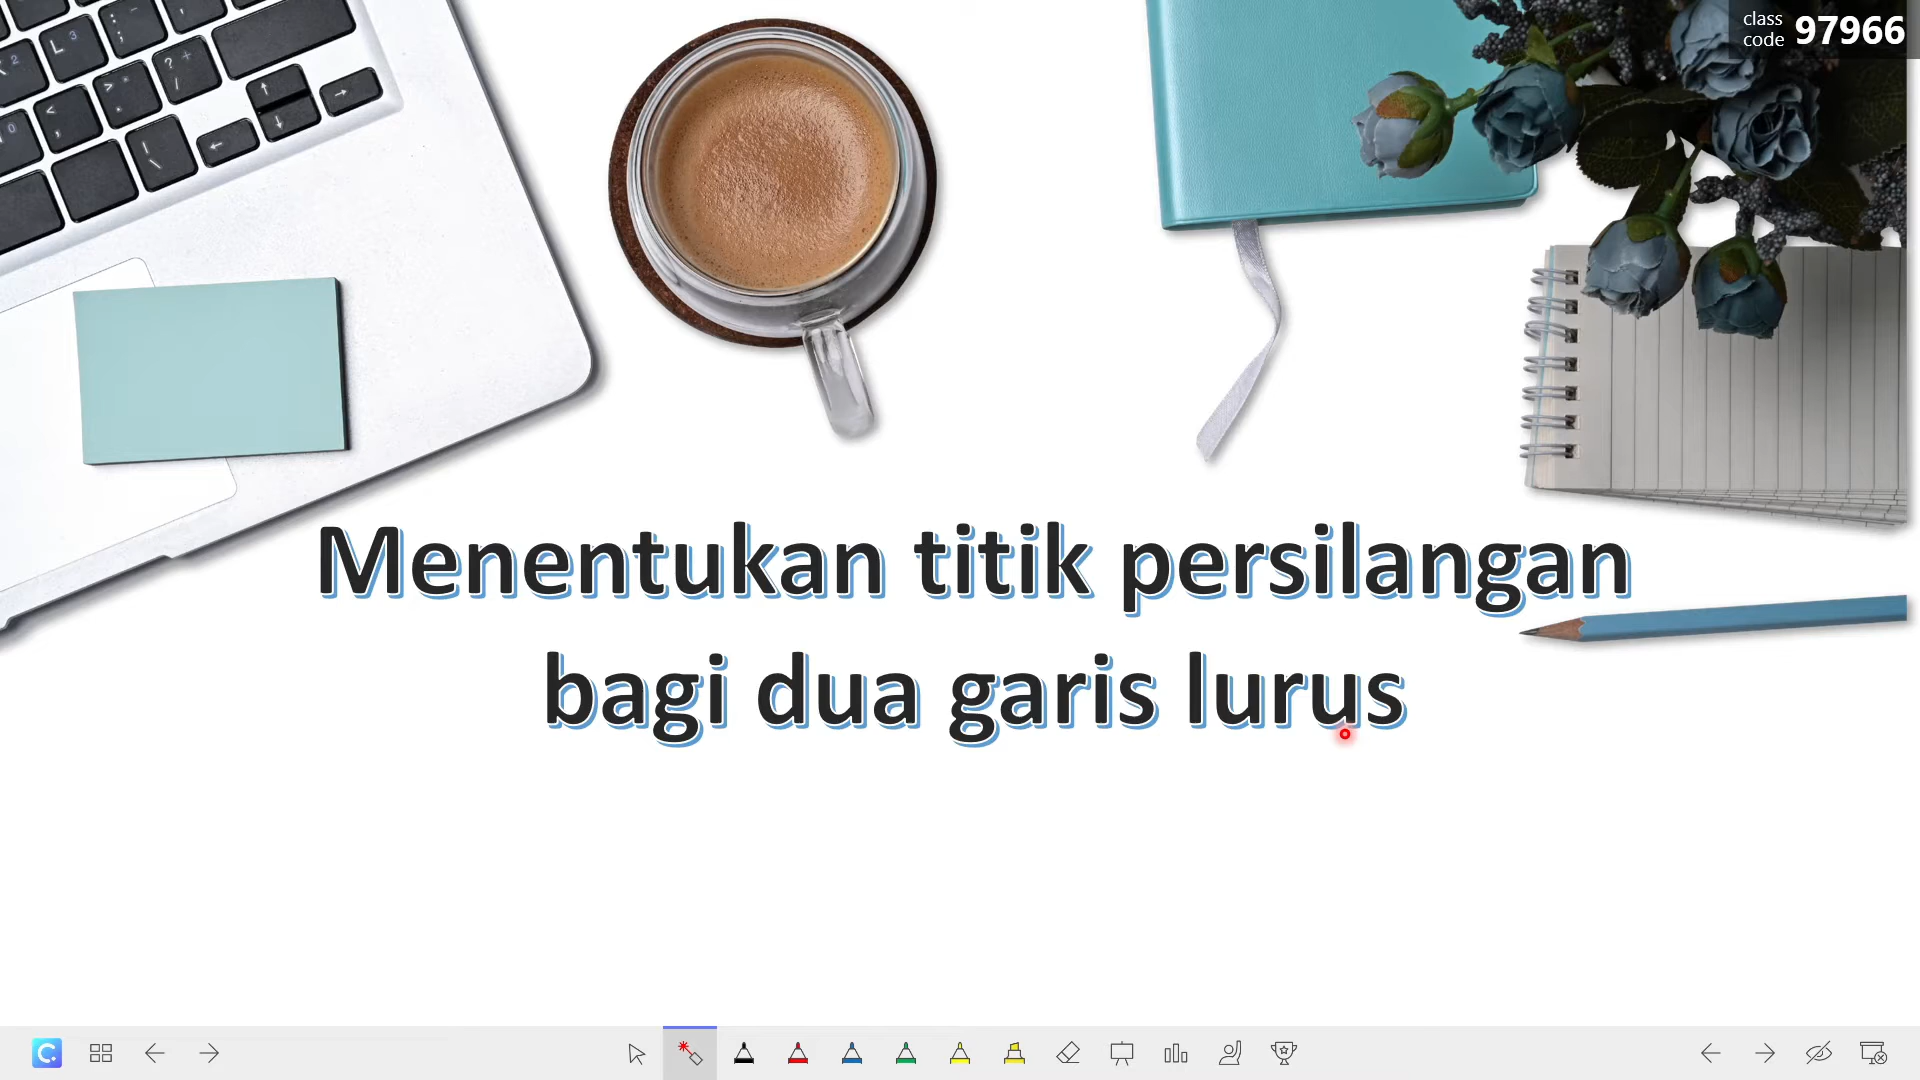 class
code 97966
Menentukan titik persilangan
bagi dua garis lurus